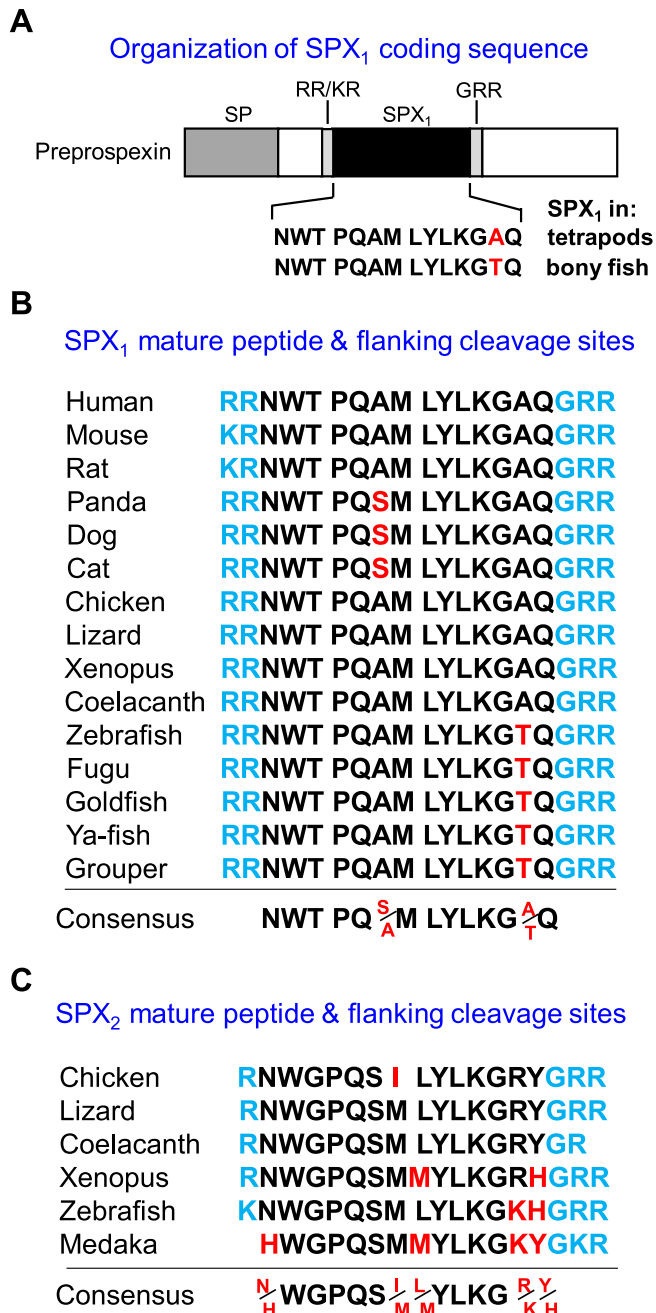 A
Organization of SPX1 coding sequence
RR/KR GRR
SP SPX1
Preprospexin
SPX1 in:
NWT PQAM LYLKGAQ tetrapods
NWT PQAM LYLKGTQ bony fish
B
SPX1 mature peptide & flanking cleavage sites
Human RRNWT PQAM LYLKGAQGRR
Mouse KRNWT PQAM LYLKGAQGRR
Rat KRNWT PQAM LYLKGAQGRR
Panda RRNWT PQSM LYLKGAQGRR
Dog RRNWT PQSM LYLKGAQGRR
Cat RRNWT PQSM LYLKGAQGRR
Chicken RRNWT PQAM LYLKGAQGRR
Lizard RRNWT PQAM LYLKGAQGRR
Xenopus RRNWT PQAM LYLKGAQGRR
Coelacanth RRNWT PQAM LYLKGAQGRR
Zebrafish RRNWT PQAM LYLKGTQGRR
Fugu RRNWT PQAM LYLKGTQGRR
Goldfish RRNWT PQAM LYLKGTQGRR
Ya-fish RRNWT PQAM LYLKGTQGRR
Grouper RRNWT PQAM LYLKGTQGRR
Consensus NWT PQ S/A M LYLKG A/T Q
C
SPX2 mature peptide & flanking cleavage sites
Chicken RNWGPQS I LYLKGRYGRR
Lizard RNWGPQSM LYLKGRYGRR
Coelacanth RNWGPQSM LYLKGRYGR
Xenopus RNWGPQSMMYLKGRHGRR
Zebrafish KNWGPQSM LYLKGKHGRR
Medaka HWGPQSMMYLKGKYGKR
Consensus N/H WGPQS I/M L/M YLKG R/K Y/H